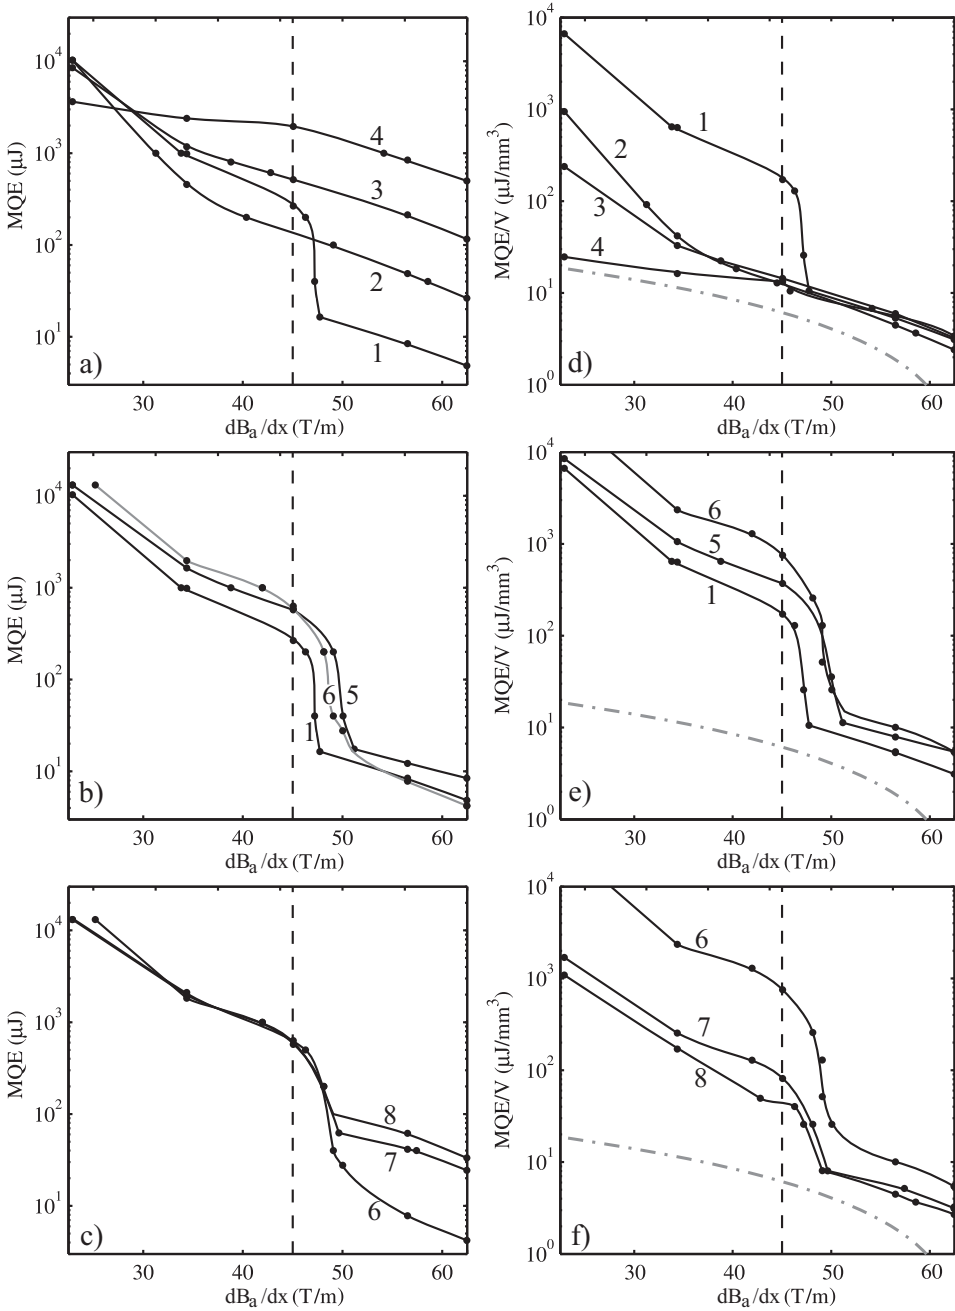 MQE (μJ)
10^4
10^3
10^2
10^1
4
3
2
1
a)
30 40 50 60
dB_a/dx (T/m)
MQE/V (μJ/mm^3)
10^4
10^3
10^2
10^1
10^0
1
2
3
4
d)
30 40 50 60
dB_a/dx (T/m)
MQE (μJ)
10^4
10^3
10^2
10^1
6 5
1
b)
30 40 50 60
dB_a/dx (T/m)
MQE/V (μJ/mm^3)
10^4
10^3
10^2
10^1
10^0
6
5
1
e)
30 40 50 60
dB_a/dx (T/m)
MQE (μJ)
10^4
10^3
10^2
10^1
8
7
6
c)
30 40 50 60
dB_a/dx (T/m)
MQE/V (μJ/mm^3)
10^4
10^3
10^2
10^1
10^0
6
7
8
f)
30 40 50 60
dB_a/dx (T/m)